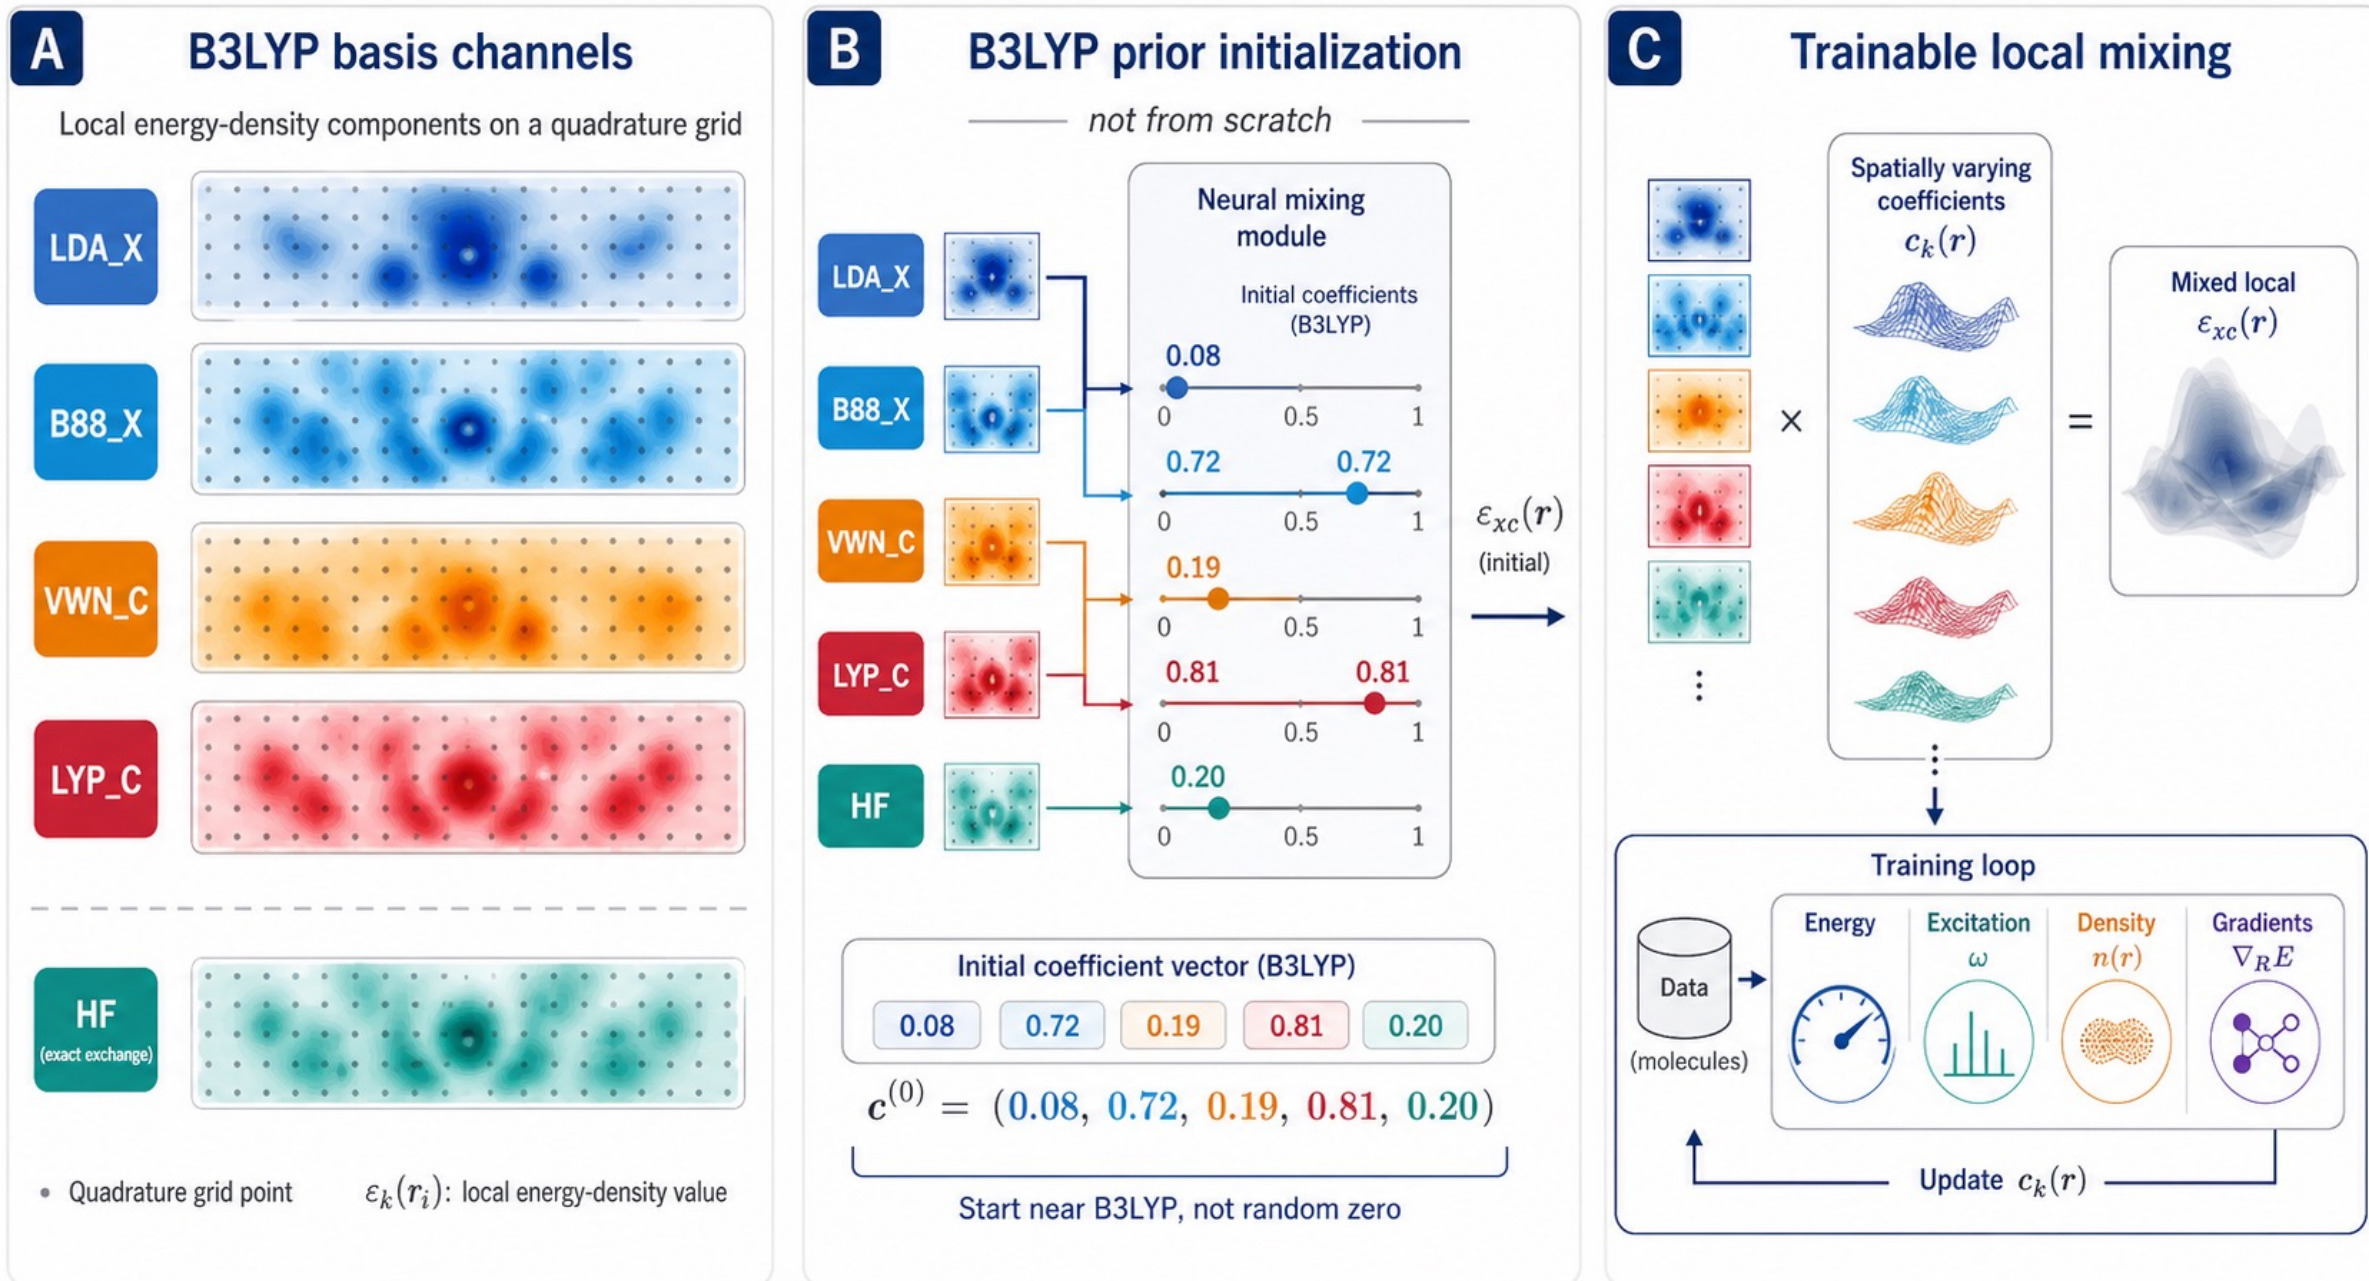 A
B3LYP basis channels
Local energy-density components on a quadrature grid
LDA_X
B88_X
VWN_C
LYP_C
HF
(exact exchange)
Quadrature grid point
εₖ(rᵢ): local energy-density value
B
B3LYP prior initialization
not from scratch
LDA_X
B88_X
VWN_C
LYP_C
HF
Neural mixing
module
Initial coefficients
(B3LYP)
0.08
0 0.5 1
0.72 0.72
0 0.5 1
0.19
0 0.5 1
0.81 0.81
0 0.5 1
0.20
0 0.5 1
εxc(r)
(initial)
Initial coefficient vector (B3LYP)
0.08 0.72 0.19 0.81 0.20
c⁽⁰⁾ = (0.08, 0.72, 0.19, 0.81, 0.20)
Start near B3LYP, not random zero
C
Trainable local mixing
Spatially varying
coefficients
cₖ(r)
×
=
Mixed local
εxc(r)
Training loop
Data
(molecules)
Energy
Excitation
ω
Density
n(r)
Gradients
∇_R E
Update cₖ(r)